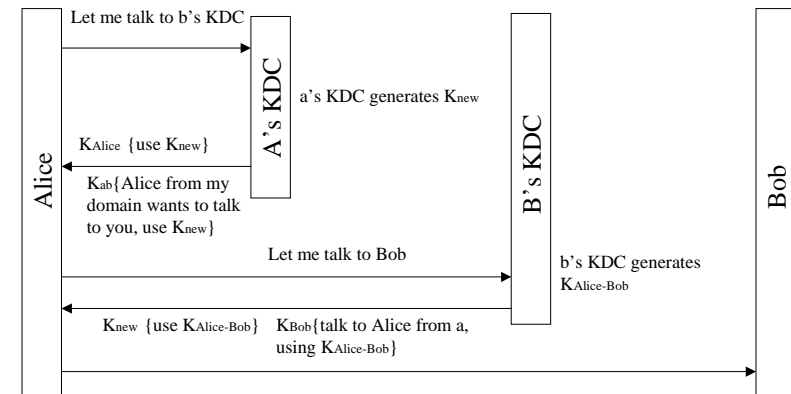 Let me talk to b's KDC
Alice
A's KDC
a's KDC generates Knew
B's KDC
Bob
KAlice {use Knew}
Kab{Alice from my
domain wants to talk
to you, use Knew}
Let me talk to Bob
b's KDC generates
KAlice-Bob
Knew {use KAlice-Bob} KBob{talk to Alice from a,
using KAlice-Bob}